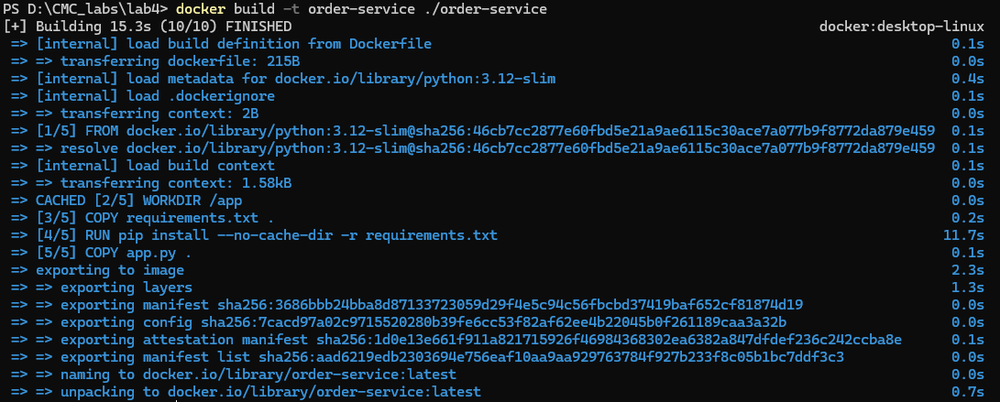 PS D:\CMC_labs\lab4> docker build -t order-service ./order-service
[+] Building 15.3s (10/10) FINISHED docker:desktop-linux
=> [internal] load build definition from Dockerfile 0.1s
=> => transferring dockerfile: 215B 0.0s
=> [internal] load metadata for docker.io/library/python:3.12-slim 0.4s
=> [internal] load .dockerignore 0.1s
=> => transferring context: 2B 0.0s
=> [1/5] FROM docker.io/library/python:3.12-slim@sha256:46cb7cc2877e60fbd5e21a9ae6115c30ace7a077b9f8772da879e459 0.1s
=> => resolve docker.io/library/python:3.12-slim@sha256:46cb7cc2877e60fbd5e21a9ae6115c30ace7a077b9f8772da879e459 0.1s
=> [internal] load build context 0.1s
=> => transferring context: 1.58kB 0.0s
=> CACHED [2/5] WORKDIR /app 0.0s
=> [3/5] COPY requirements.txt . 0.2s
=> [4/5] RUN pip install --no-cache-dir -r requirements.txt 11.7s
=> [5/5] COPY app.py . 0.1s
=> exporting to image 2.3s
=> => exporting layers 1.3s
=> => exporting manifest sha256:3686bbb24bba8d87133723059d29f4e5c94c56fbcbd37419baf652cf81874d19 0.0s
=> => exporting config sha256:7cacd97a02c9715520280b39fe6cc53f82af62ee4b22045b0f261189caa3a32b 0.0s
=> => exporting attestation manifest sha256:1d0e13e661f911a821715926f46984368302ea6382a847dfdef236c242ccba8e 0.1s
=> => exporting manifest list sha256:aad6219edb2303694e756eaf10aa9aa929763784f927b233f8c05b1bc7ddf3c3 0.0s
=> => naming to docker.io/library/order-service:latest 0.0s
=> => unpacking to docker.io/library/order-service:latest 0.7s